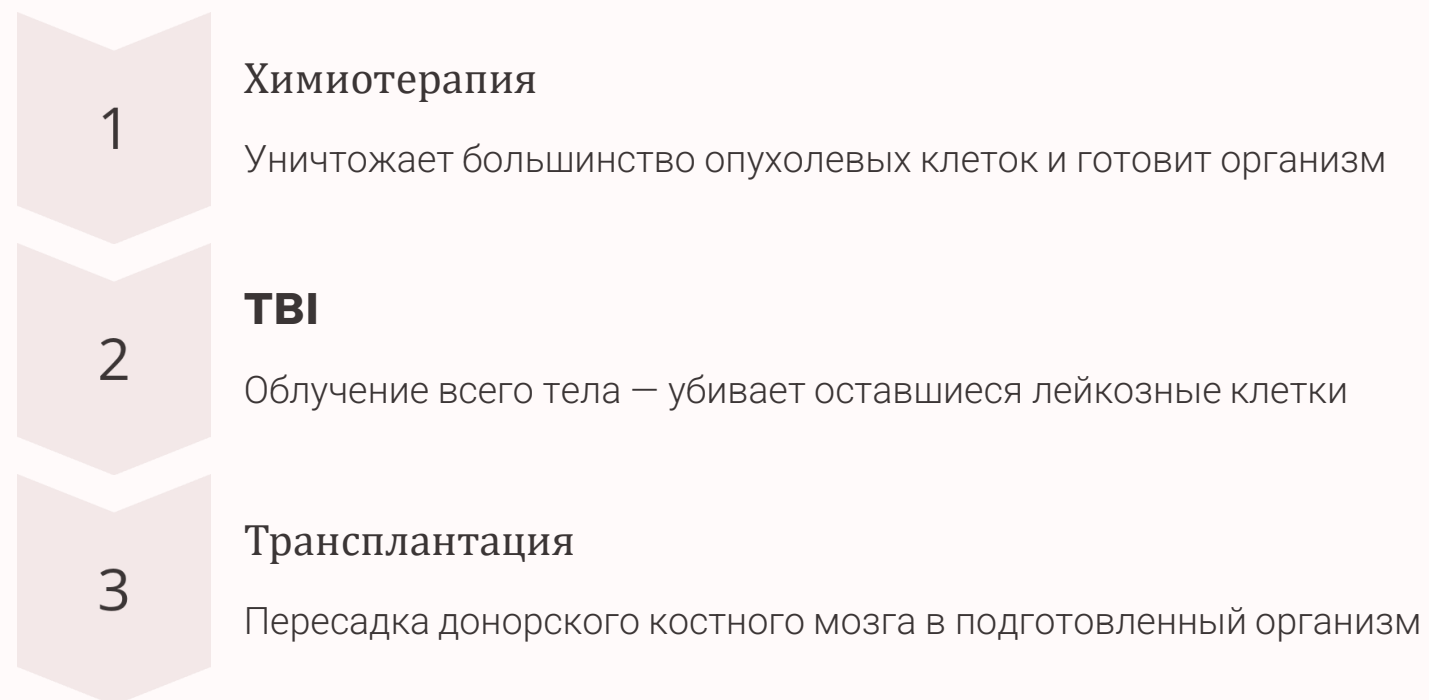 1
Химиотерапия
Уничтожает большинство опухолевых клеток и готовит организм
2
TBI
Облучение всего тела — убивает оставшиеся лейкозные клетки
3
Трансплантация
Пересадка донорского костного мозга в подготовленный организм